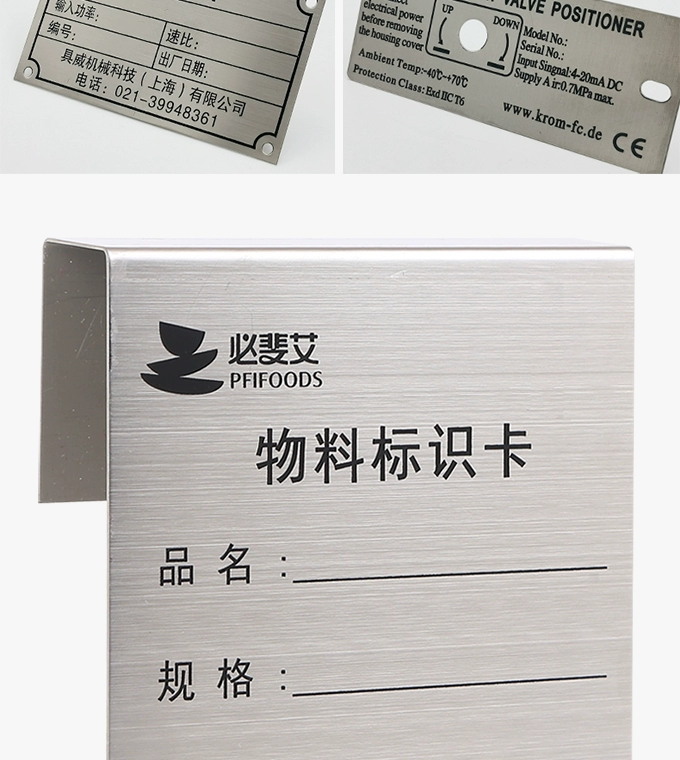 输入功率:
编号:
速比:
出厂日期:
具威机械科技(上海)有限公司
电话: 021-39948361
VALVE POSITIONER
electrical power
before removing
the housing cover
UP
DOWN
Model No.:
Serial No.:
Input Singnal:4-20mA DC
Supply Air:0.7MPa max.
Ambient Temp:-40℃~+70℃
Protection Class: Exd IIC T6
www.krom-fc.de
CE
必斐艾
PFIFOODS
物料标识卡
品名:
规格: